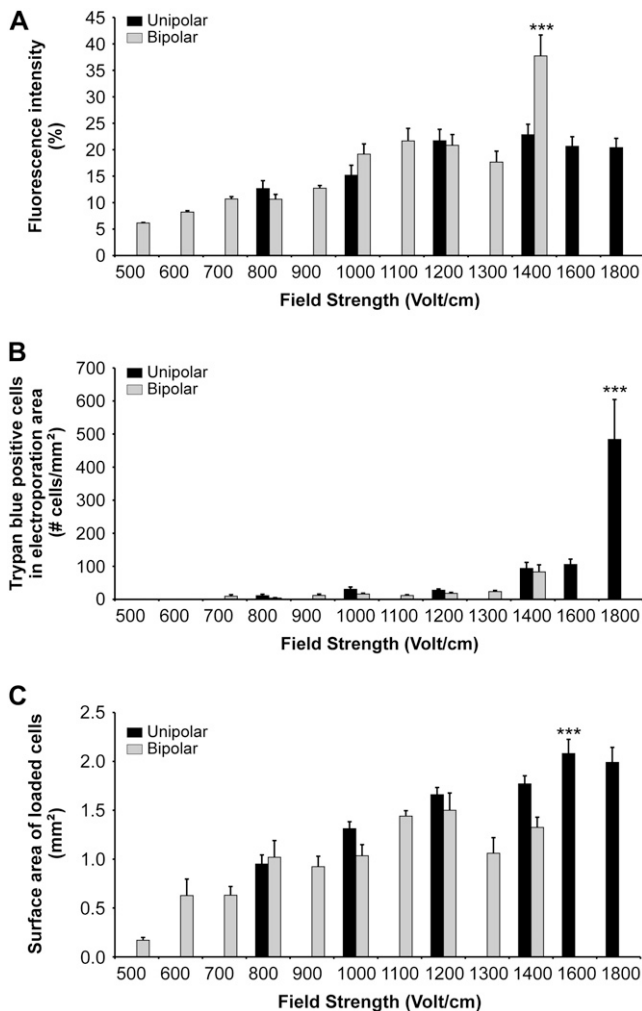 A
Unipolar
Bipolar
Fluorescence intensity
(%)
45
40
35
30
25
20
15
10
5
0
***
500 600 700 800 900 1000 1100 1200 1300 1400 1600 1800
Field Strength (Volt/cm)
B
Unipolar
Bipolar
Trypan blue positive cells
in electroporation area
(# cells/mm²)
700
600
500
400
300
200
100
0
***
500 600 700 800 900 1000 1100 1200 1300 1400 1600 1800
Field Strength (Volt/cm)
C
Unipolar
Bipolar
Surface area of loaded cells
(mm²)
2.5
2.0
1.5
1.0
0.5
0.0
***
500 600 700 800 900 1000 1100 1200 1300 1400 1600 1800
Field Strength (Volt/cm)